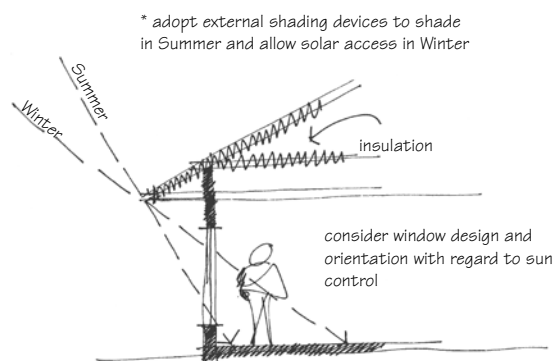 * adopt external shading devices to shade
in Summer and allow solar access in Winter
Summer
Winter
insulation
consider window design and
orientation with regard to sun
control